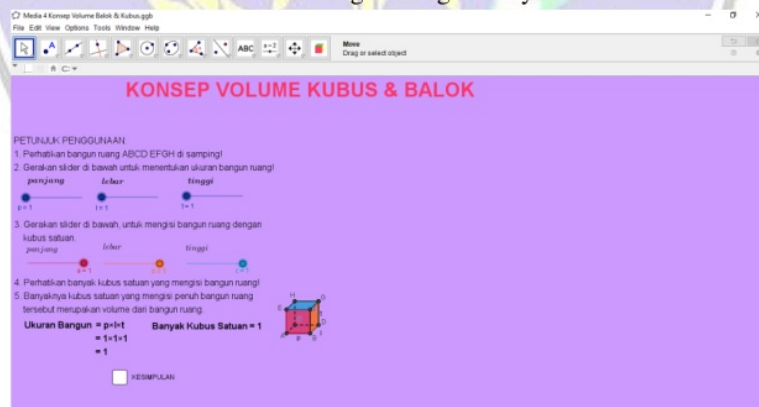 Media 4 Konsep Volume Balok & Kubus.ggb
File Edit View Options Tools Window Help
ABC
a=2
Move
Drag or select object
KONSEP VOLUME KUBUS & BALOK
PETUNJUK PENGGUNAAN:
1. Perhatikan bangun ruang ABCD.EFGH di samping!
2. Gerakan slider di bawah untuk menentukan ukuran bangun ruang!
panjang lebar tinggi
p = 1 l = 1 t = 1
3. Gerakan slider di bawah, untuk mengisi bangun ruang dengan
kubus satuan.
panjang lebar tinggi
4. Perhatikan banyak kubus satuan yang mengisi bangun ruang!
5. Banyaknya kubus satuan yang mengisi penuh bangun ruang
tersebut merupakan volume dari bangun ruang.
Ukuran Bangun = p×l×t Banyak Kubus Satuan = 1
= 1×1×1
= 1
H G
E
D
A p B
KESIMPULAN